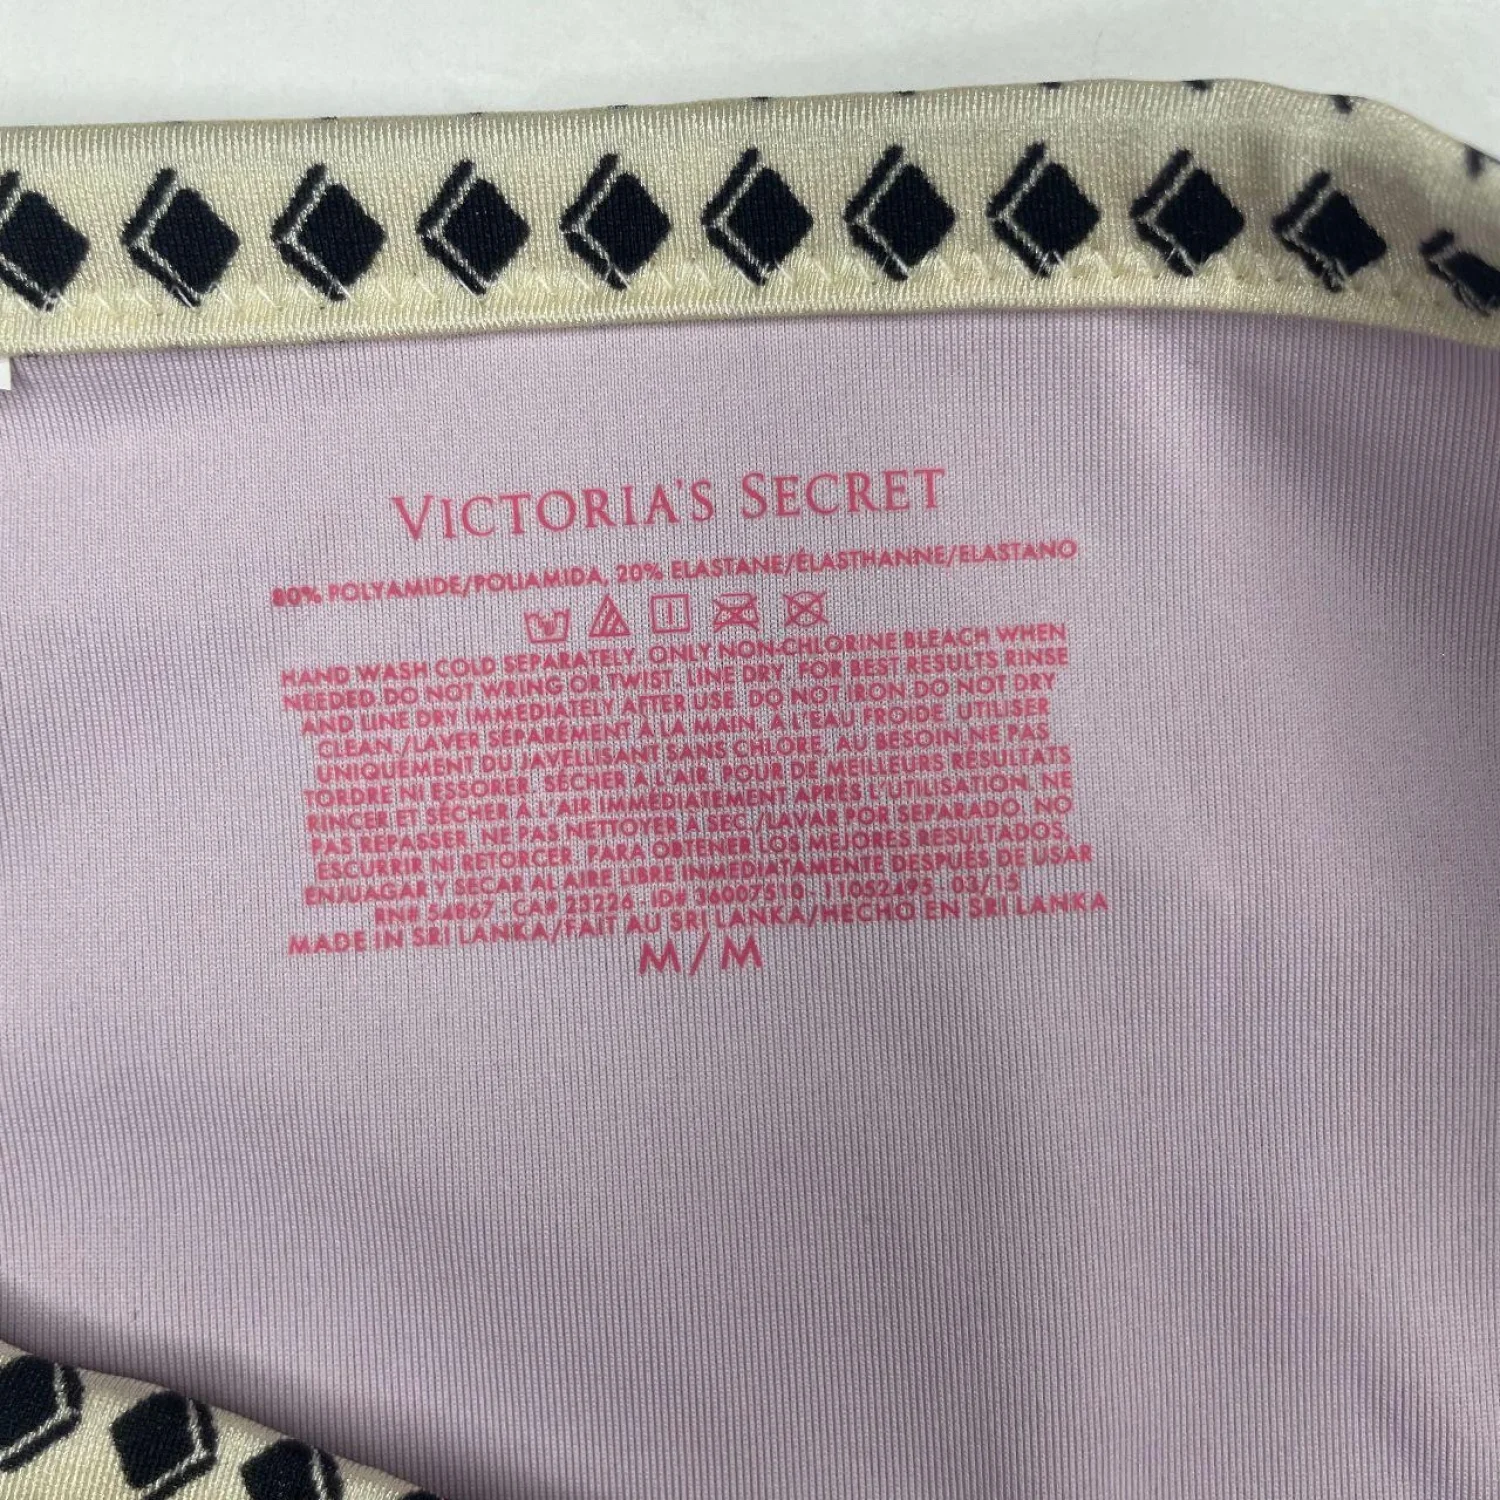 VICTORIA'S SECRET
80% POLYAMIDE/POLIAMIDA, 20% ELASTANE/ÉLASTHANNE/ELASTANO
HAND WASH COLD SEPARATELY. ONLY NON-CHLORINE BLEACH WHEN
NEEDED. DO NOT WRING OR TWIST. LINE DRY. FOR BEST RESULTS RINSE
AND LINE DRY IMMEDIATELY AFTER USE. DO NOT IRON. DO NOT DRY
CLEAN./LAVER SÉPARÉMENT À LA MAIN, À L'EAU FROIDE. UTILISER
UNIQUEMENT DU JAVELLISANT SANS CHLORE, AU BESOIN. NE PAS
TORDRE NI ESSORER. SÉCHER À L'AIR. POUR DE MEILLEURS RÉSULTATS
RINCER ET SÉCHER À L'AIR IMMÉDIATEMENT APRÈS L'UTILISATION. NE
PAS REPASSER. NE PAS NETTOYER À SEC./LAVAR POR SEPARADO. NO
ESCURRIR NI RETORCER. PARA OBTENER LOS MEJORES RESULTADOS,
ENJUAGAR Y SECAR AL AIRE LIBRE INMEDIATAMENTE DESPUÉS DE USAR
RN# 54867 - CA# 23226 - ID# 36007510 - 11052495 - 03/15
MADE IN SRI LANKA/FAIT AU SRI LANKA/HECHO EN SRI LANKA
M/M